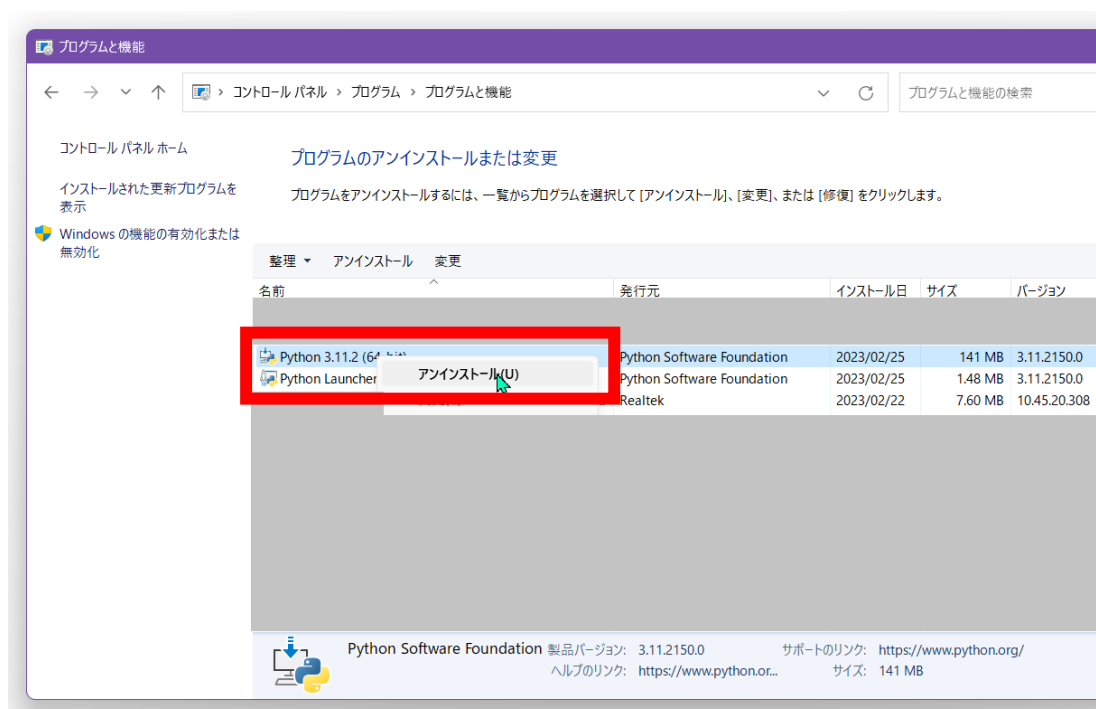 プログラムと機能
コントロール パネル › プログラム › プログラムと機能
プログラムと機能の検索
コントロール パネル ホーム
インストールされた更新プログラムを
表示
Windows の機能の有効化または
無効化
プログラムのアンインストールまたは変更
プログラムをアンインストールするには、一覧からプログラムを選択して [アンインストール]、[変更]、または [修復] をクリックします。
整理 アンインストール 変更
名前 発行元 インストール日 サイズ バージョン
Python 3.11.2 (64-bit) Python Software Foundation 2023/02/25 141 MB 3.11.2150.0
Python Launcher Python Software Foundation 2023/02/25 1.48 MB 3.11.2150.0
アンインストール(U)
Realtek 2023/02/22 7.60 MB 10.45.20.308
Python Software Foundation 製品バージョン: 3.11.2150.0 サポートのリンク: https://www.python.org/
ヘルプのリンク: https://www.python.or... サイズ: 141 MB